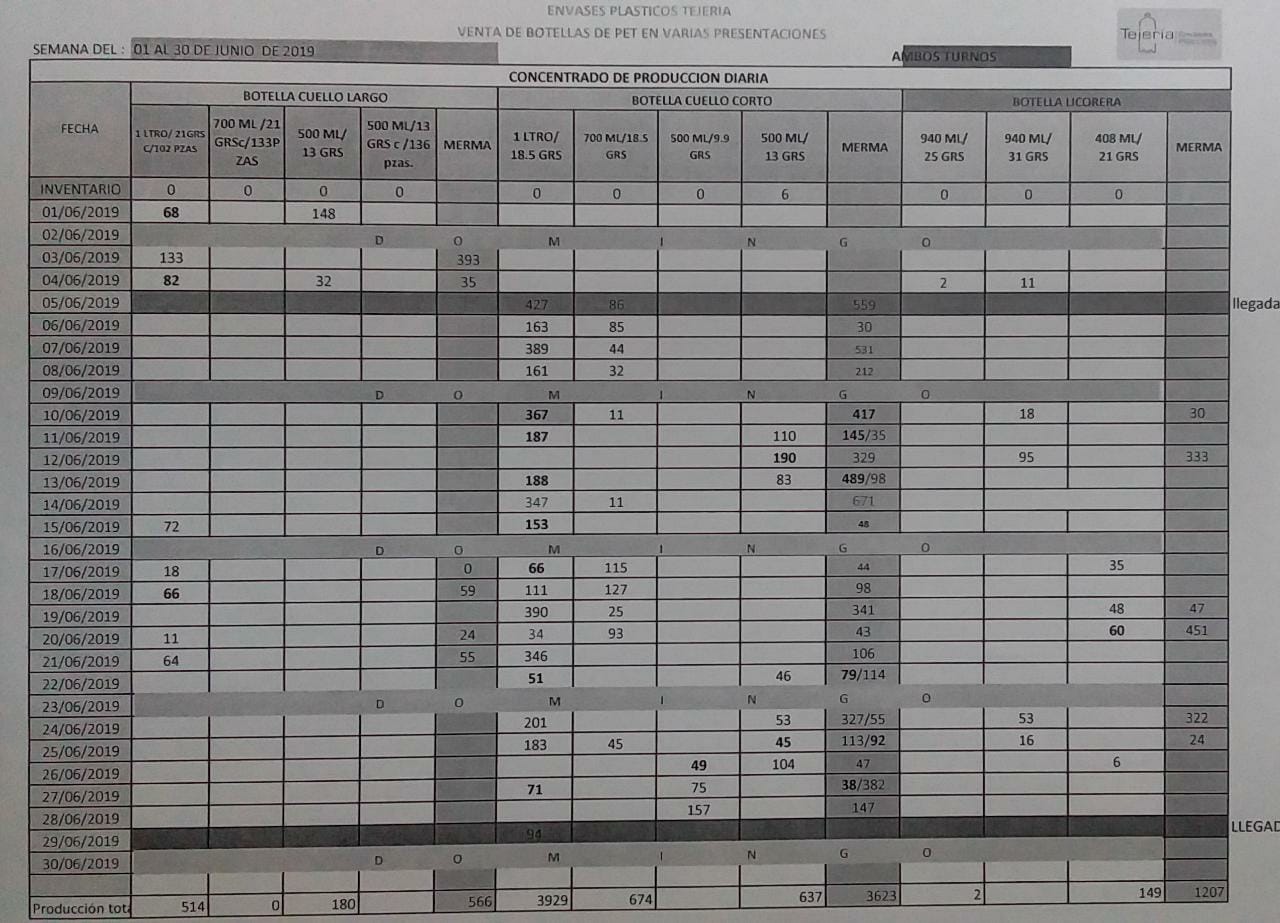 ENVASES PLASTICOS TEJERIA
VENTA DE BOTELLAS DE PET EN VARIAS PRESENTACIONES
Tejería
SEMANA DEL : 01 AL 30 DE JUNIO DE 2019
AMBOS TURNOS
CONCENTRADO DE PRODUCCION DIARIA
FECHA BOTELLA CUELLO LARGO BOTELLA CUELLO CORTO BOTELLA LICORERA
1 LTRO/ 21GRS C/102 PZAS 700 ML /21 GRSc/133P ZAS 500 ML/ 13 GRS 500 ML/13 GRS c /136 pzas. MERMA 1 LTRO/ 18.5 GRS 700 ML/18.5 GRS 500 ML/9.9 GRS 500 ML/ 13 GRS MERMA 940 ML/ 25 GRS 940 ML/ 31 GRS 408 ML/ 21 GRS MERMA
INVENTARIO 0 0 0 0 0 0 0 6 0 0 0
01/06/2019 68 148
02/06/2019 D O M I N G O
03/06/2019 133 393
04/06/2019 82 32 35 2 11
05/06/2019 427 86 559 llegada
06/06/2019 163 85 30
07/06/2019 389 44 531
08/06/2019 161 32 212
09/06/2019 D O M I N G O
10/06/2019 367 11 417 18 30
11/06/2019 187 110 145/35
12/06/2019 190 329 95 333
13/06/2019 188 83 489/98
14/06/2019 347 11 671
15/06/2019 72 153 48
16/06/2019 D O M I N G O
17/06/2019 18 0 66 115 44 35
18/06/2019 66 59 111 127 98
19/06/2019 390 25 341 48 47
20/06/2019 11 24 34 93 43 60 451
21/06/2019 64 55 346 106
22/06/2019 51 46 79/114
23/06/2019 D O M I N G O
24/06/2019 201 53 327/55 53 322
25/06/2019 183 45 45 113/92 16 24
26/06/2019 49 104 47 6
27/06/2019 71 75 38/382
28/06/2019 157 147
29/06/2019 94 LLEGAD
30/06/2019 D O M I N G O
Producción tota 514 0 180 566 3929 674 637 3623 2 149 1207